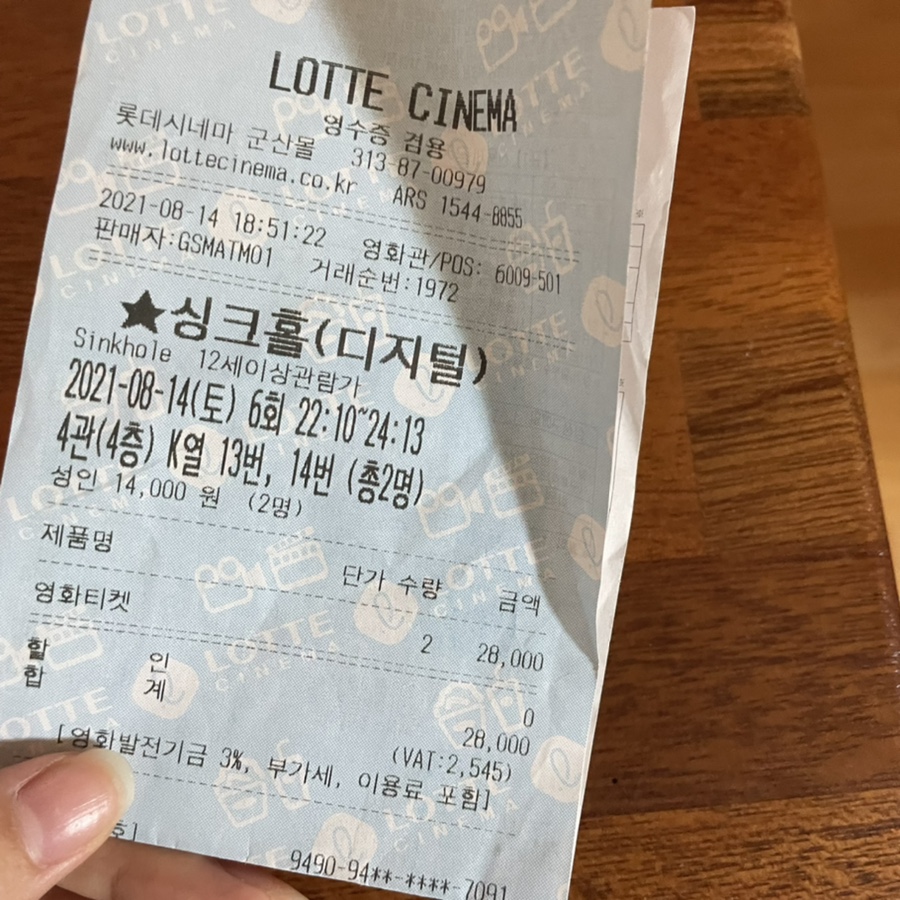 LOTTE CINEMA
영수증 겸용
롯데시네마 군산몰 313-87-00979
www.lottecinema.co.kr ARS 1544-8855
2021-08-14 18:51:22 영화관/POS: 6009-501
판매자:GSMATM01 거래순번:1972
★싱크홀(디지털)
Sinkhole 12세이상관람가
2021-08-14(토) 6회 22:10~24:13
4관(4층) K열 13번, 14번 (총2명)
성인 14,000 원 (2명)
제품명 단가 수량 금액
영화티켓 2 28,000
할 인 0
합 계 28,000
(VAT:2,545)
[영화발전기금 3%, 부가세, 이용료 포함]
호]
9490-94**-****-7091